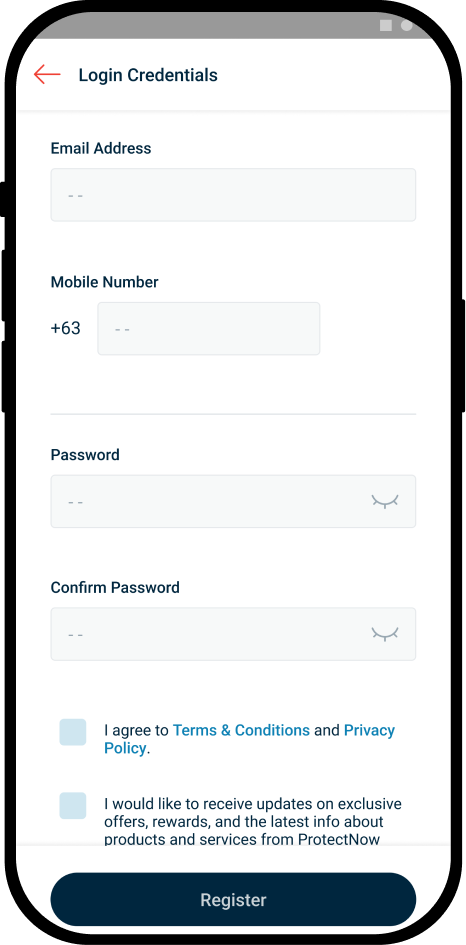 Login Credentials
Email Address
--
Mobile Number
+63
--
Password
--
Confirm Password
--
I agree to Terms & Conditions and Privacy
Policy.
I would like to receive updates on exclusive
offers, rewards, and the latest info about
products and services from ProtectNow
Register